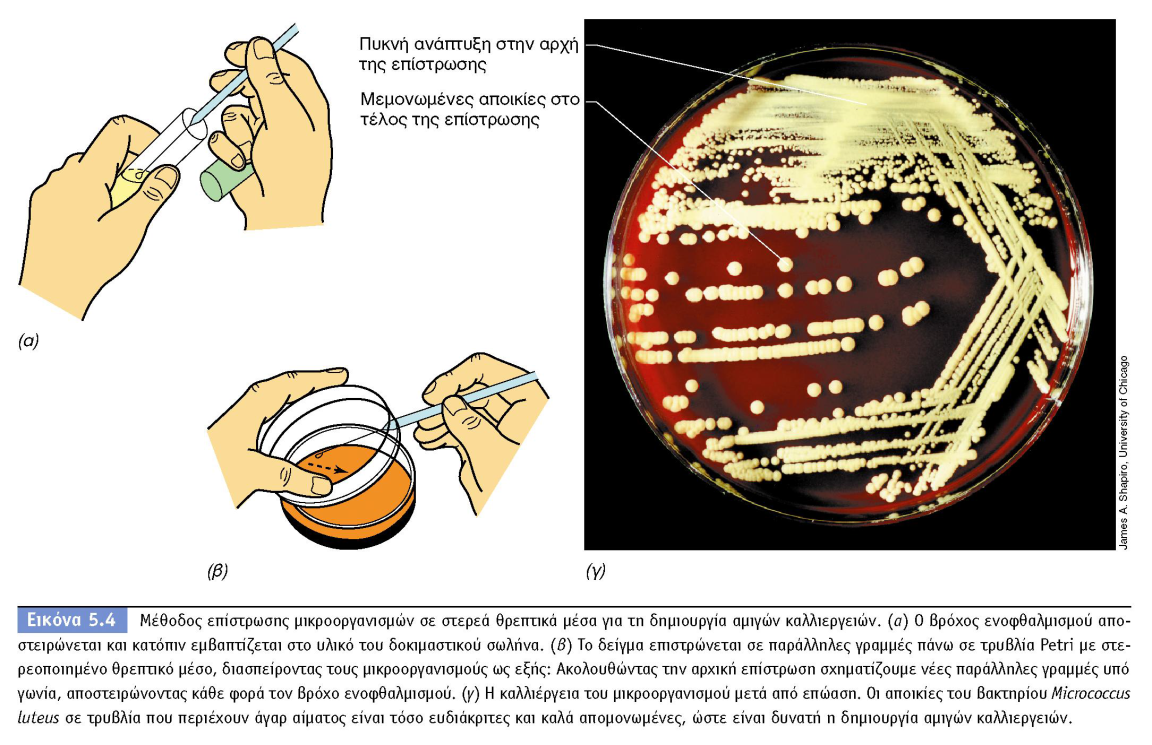 Πυκνή ανάπτυξη στην αρχή
της επίστρωσης
Μεμονωμένες αποικίες στο
τέλος της επίστρωσης
(α)
(β)
(γ)
James A. Shapiro, University of Chicago
Εικόνα 5.4 Μέθοδος επίστρωσης μικροοργανισμών σε στερεά θρεπτικά μέσα για τη δημιουργία αμιγών καλλιεργειών. (α) Ο βρόχος ενοφθαλμισμού απο-
στειρώνεται και κατόπιν εμβαπτίζεται στο υλικό του δοκιμαστικού σωλήνα. (β) Το δείγμα επιστρώνεται σε παράλληλες γραμμές πάνω σε τρυβλία Petri με στε-
ρεοποιημένο θρεπτικό μέσο, διασπείροντας τους μικροοργανισμούς ως εξής: Ακολουθώντας την αρχική επίστρωση σχηματίζουμε νέες παράλληλες γραμμές υπό
γωνία, αποστειρώνοντας κάθε φορά τον βρόχο ενοφθαλμισμού. (γ) Η καλλιέργεια του μικροοργανισμού μετά από επώαση. Οι αποικίες του βακτηρίου Micrococcus
luteus σε τρυβλία που περιέχουν άγαρ αίματος είναι τόσο ευδιάκριτες και καλά απομονωμένες, ώστε είναι δυνατή η δημιουργία αμιγών καλλιεργειών.